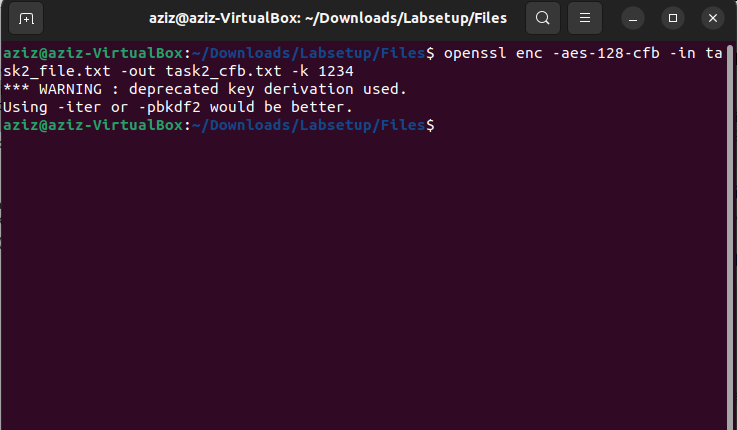 aziz@aziz-VirtualBox: ~/Downloads/Labsetup/Files
aziz@aziz-VirtualBox:~/Downloads/Labsetup/Files$ openssl enc -aes-128-cfb -in ta
sk2_file.txt -out task2_cfb.txt -k 1234
*** WARNING : deprecated key derivation used.
Using -iter or -pbkdf2 would be better.
aziz@aziz-VirtualBox:~/Downloads/Labsetup/Files$